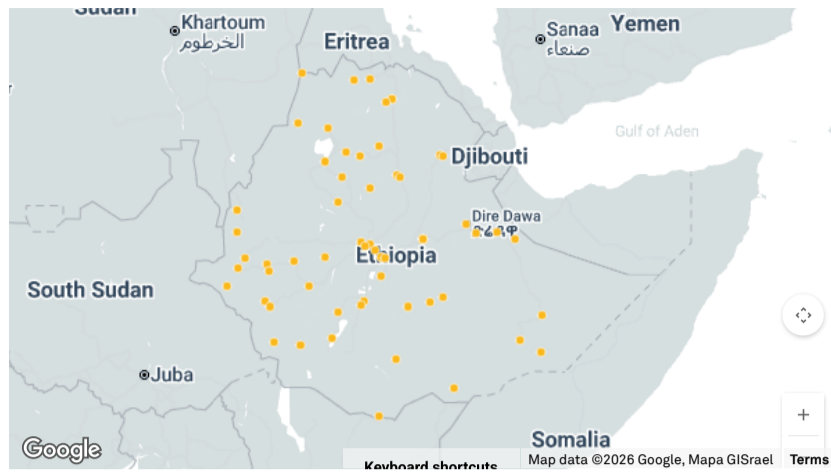 Sudan
Khartoum
الخرطوم
Eritrea
Sanaa
صنعاء
Yemen
Gulf of Aden
Djibouti
Dire Dawa
ድሬዳዋ
Ethiopia
South Sudan
Juba
Somalia
Google
Keyboard shortcuts
Map data ©2026 Google, Mapa GISrael
Terms